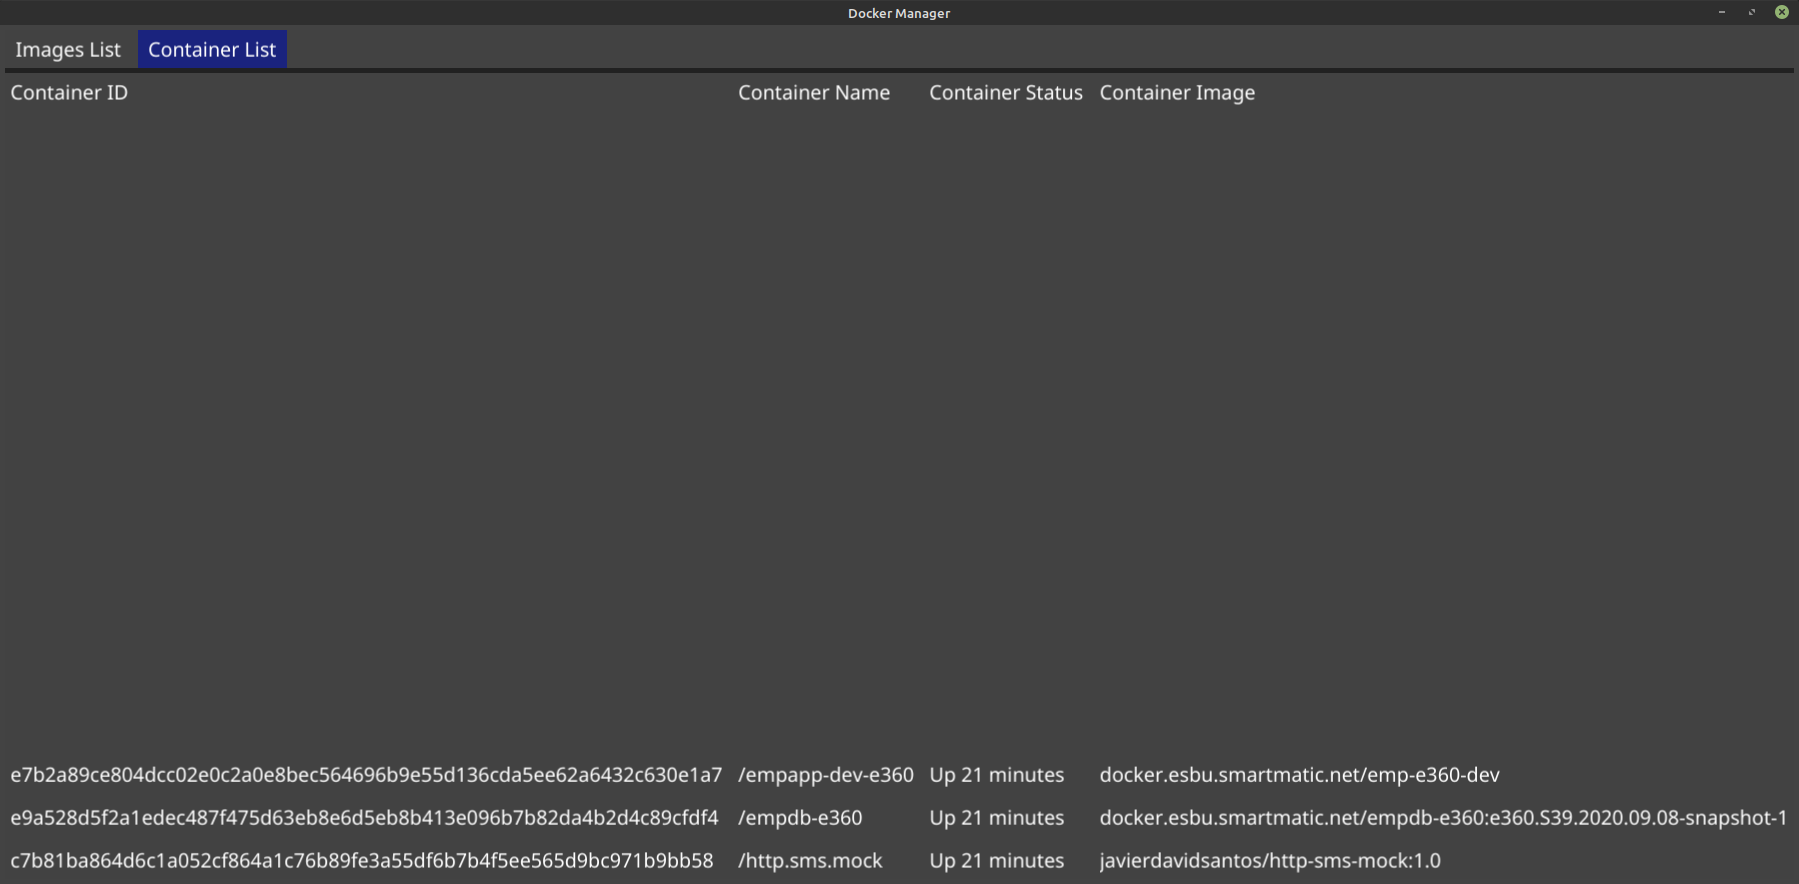 Docker Manager
Images List Container List
Container ID Container Name Container Status Container Image
e7b2a89ce804dcc02e0c2a0e8bec564696b9e55d136cda5ee62a6432c630e1a7 /empapp-dev-e360 Up 21 minutes docker.esbu.smartmatic.net/emp-e360-dev
e9a528d5f2a1edec487f475d63eb8e6d5eb8b413e096b7b82da4b2d4c89cfdf4 /empdb-e360 Up 21 minutes docker.esbu.smartmatic.net/empdb-e360:e360.S39.2020.09.08-snapshot-1
c7b81ba864d6c1a052cf864a1c76b89fe3a55df6b7b4f5ee565d9bc971b9bb58 /http.sms.mock Up 21 minutes javierdavidsantos/http-sms-mock:1.0